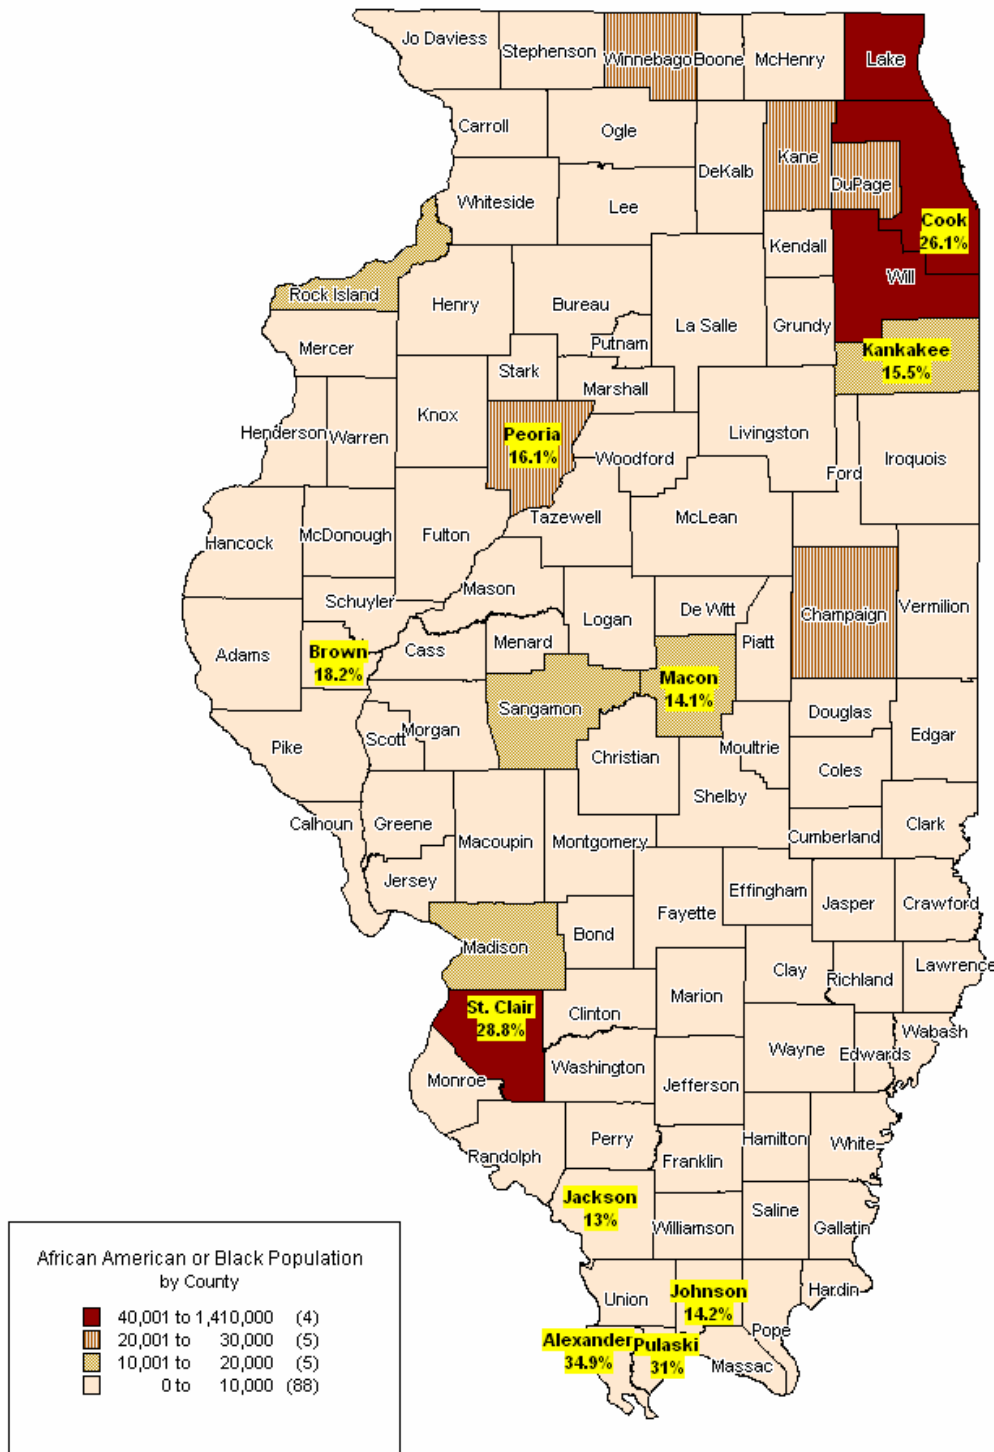 Jo Daviess
Stephenson
Winnebago
Boone
McHenry
Lake
Carroll
Ogle
DeKalb
Kane
DuPage
Whiteside
Lee
Cook
26.1%
Kendall
Will
Rock Island
Henry
Bureau
Putnam
La Salle
Grundy
Kankakee
15.5%
Mercer
Stark
Marshall
Henderson
Warren
Knox
Peoria
16.1%
Woodford
Livingston
Ford
Iroquois
Hancock
McDonough
Fulton
Tazewell
McLean
Schuyler
Mason
Logan
De Witt
Piatt
Champaign
Vermilion
Adams
Brown
18.2%
Cass
Menard
Macon
14.1%
Sangamon
Pike
Scott
Morgan
Christian
Moultrie
Douglas
Edgar
Coles
Shelby
Calhoun
Greene
Macoupin
Montgomery
Cumberland
Clark
Jersey
Effingham
Jasper
Crawford
Fayette
Madison
Bond
Clay
Richland
Lawrence
St. Clair
28.8%
Clinton
Marion
Wabash
Wayne
Edwards
Monroe
Washington
Jefferson
Randolph
Perry
Hamilton
White
Franklin
Jackson
13%
Williamson
Saline
Gallatin
Union
Johnson
14.2%
Hardin
Pope
Alexander
34.9%
Pulaski
31%
Massac
African American or Black Population
by County
40,001 to 1,410,000 (4)
20,001 to 30,000 (5)
10,001 to 20,000 (5)
0 to 10,000 (88)